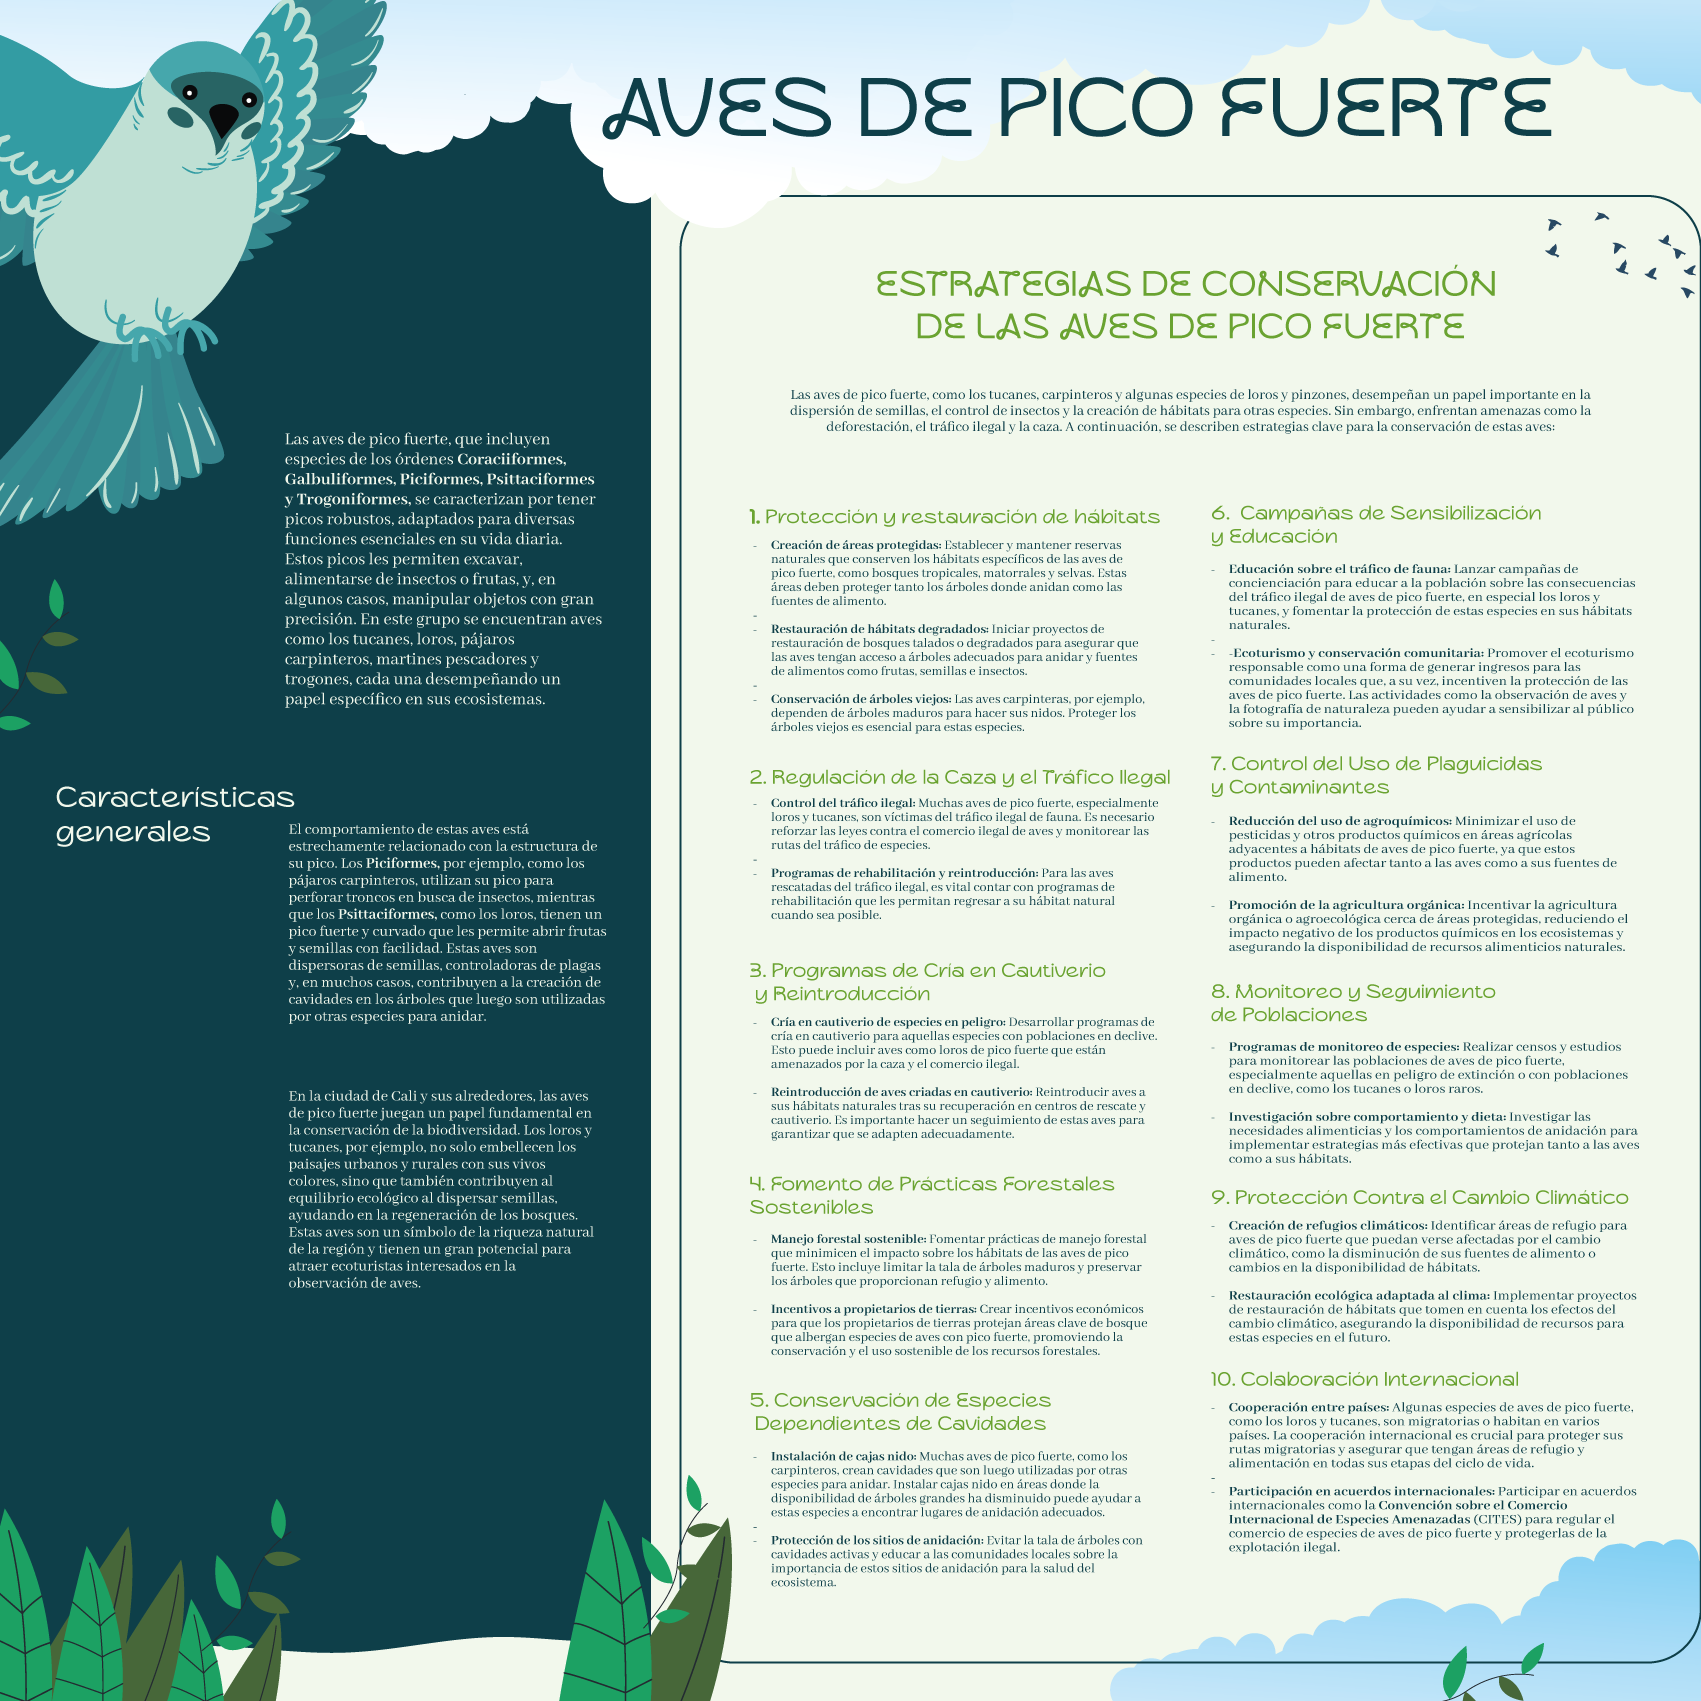 AVES DE PICO FUERTE
Las aves de pico fuerte, que incluyen
especies de los órdenes Coraciiformes,
Galbuliformes, Piciformes, Psittaciformes
y Trogoniformes, se caracterizan por tener
picos robustos, adaptados para diversas
funciones esenciales en su vida diaria.
Estos picos les permiten excavar,
alimentarse de insectos o frutas, y, en
algunos casos, manipular objetos con gran
precisión. En este grupo se encuentran aves
como los tucanes, loros, pájaros
carpinteros, martines pescadores y
trogones, cada una desempeñando un
papel específico en sus ecosistemas.
Características
generales
El comportamiento de estas aves está
estrechamente relacionado con la estructura de
su pico. Los Piciformes, por ejemplo, como los
pájaros carpinteros, utilizan su pico para
perforar troncos en busca de insectos, mientras
que los Psittaciformes, como los loros, tienen un
pico fuerte y curvado que les permite abrir frutas
y semillas con facilidad. Estas aves son
dispersoras de semillas, controladoras de plagas
y, en muchos casos, contribuyen a la creación de
cavidades en los árboles que luego son utilizadas
por otras especies para anidar.
En la ciudad de Cali y sus alrededores, las aves
de pico fuerte juegan un papel fundamental en
la conservación de la biodiversidad. Los loros y
tucanes, por ejemplo, no solo embellecen los
paisajes urbanos y rurales con sus vivos
colores, sino que también contribuyen al
equilibrio ecológico al dispersar semillas,
ayudando en la regeneración de los bosques.
Estas aves son un símbolo de la riqueza natural
de la región y tienen un gran potencial para
atraer ecoturistas interesados en la
observación de aves.
ESTRATEGIAS DE CONSERVACIÓN
DE LAS AVES DE PICO FUERTE
Las aves de pico fuerte, como los tucanes, carpinteros y algunas especies de loros y pinzones, desempeñan un papel importante en la
dispersión de semillas, el control de insectos y la creación de hábitats para otras especies. Sin embargo, enfrentan amenazas como la
deforestación, el tráfico ilegal y la caza. A continuación, se describen estrategias clave para la conservación de estas aves:
1. Protección y restauración de hábitats
- Creación de áreas protegidas: Establecer y mantener reservas
naturales que conserven los hábitats específicos de las aves de
pico fuerte, como bosques tropicales, matorrales y selvas. Estas
áreas deben proteger tanto los árboles donde anidan como las
fuentes de alimento.
-
- Restauración de hábitats degradados: Iniciar proyectos de
restauración de bosques talados o degradados para asegurar que
las aves tengan acceso a árboles adecuados para anidar y fuentes
de alimentos como frutas, semillas e insectos.
-
- Conservación de árboles viejos: Las aves carpinteras, por ejemplo,
dependen de árboles maduros para hacer sus nidos. Proteger los
árboles viejos es esencial para estas especies.
2. Regulación de la Caza y el Tráfico Ilegal
- Control del tráfico ilegal: Muchas aves de pico fuerte, especialmente
loros y tucanes, son víctimas del tráfico ilegal de fauna. Es necesario
reforzar las leyes contra el comercio ilegal de aves y monitorear las
rutas del tráfico de especies.
-
- Programas de rehabilitación y reintroducción: Para las aves
rescatadas del tráfico ilegal, es vital contar con programas de
rehabilitación que les permitan regresar a su hábitat natural
cuando sea posible.
3. Programas de Cría en Cautiverio
y Reintroducción
- Cría en cautiverio de especies en peligro: Desarrollar programas de
cría en cautiverio para aquellas especies con poblaciones en declive.
Esto puede incluir aves como loros de pico fuerte que están
amenazados por la caza y el comercio ilegal.
- Reintroducción de aves criadas en cautiverio: Reintroducir aves a
sus hábitats naturales tras su recuperación en centros de rescate y
cautiverio. Es importante hacer un seguimiento de estas aves para
garantizar que se adapten adecuadamente.
4. Fomento de Prácticas Forestales
Sostenibles
- Manejo forestal sostenible: Fomentar prácticas de manejo forestal
que minimicen el impacto sobre los hábitats de las aves de pico
fuerte. Esto incluye limitar la tala de árboles maduros y preservar
los árboles que proporcionan refugio y alimento.
- Incentivos a propietarios de tierras: Crear incentivos económicos
para que los propietarios de tierras protejan áreas clave de bosque
que albergan especies de aves con pico fuerte, promoviendo la
conservación y el uso sostenible de los recursos forestales.
5. Conservación de Especies
Dependientes de Cavidades
- Instalación de cajas nido: Muchas aves de pico fuerte, como los
carpinteros, crean cavidades que son luego utilizadas por otras
especies para anidar. Instalar cajas nido en áreas donde la
disponibilidad de árboles grandes ha disminuido puede ayudar a
estas especies a encontrar lugares de anidación adecuados.
-
- Protección de los sitios de anidación: Evitar la tala de árboles con
cavidades activas y educar a las comunidades locales sobre la
importancia de estos sitios de anidación para la salud del
ecosistema.
6. Campañas de Sensibilización
y Educación
- Educación sobre el tráfico de fauna: Lanzar campañas de
concienciación para educar a la población sobre las consecuencias
del tráfico ilegal de aves de pico fuerte, en especial los loros y
tucanes, y fomentar la protección de estas especies en sus hábitats
naturales.
-
- -Ecoturismo y conservación comunitaria: Promover el ecoturismo
responsable como una forma de generar ingresos para las
comunidades locales que, a su vez, incentiven la protección de las
aves de pico fuerte. Las actividades como la observación de aves y
la fotografía de naturaleza pueden ayudar a sensibilizar al público
sobre su importancia.
7. Control del Uso de Plaguicidas
y Contaminantes
- Reducción del uso de agroquímicos: Minimizar el uso de
pesticidas y otros productos químicos en áreas agrícolas
adyacentes a hábitats de aves de pico fuerte, ya que estos
productos pueden afectar tanto a las aves como a sus fuentes de
alimento.
- Promoción de la agricultura orgánica: Incentivar la agricultura
orgánica o agroecológica cerca de áreas protegidas, reduciendo el
impacto negativo de los productos químicos en los ecosistemas y
asegurando la disponibilidad de recursos alimenticios naturales.
8. Monitoreo y Seguimiento
de Poblaciones
- Programas de monitoreo de especies: Realizar censos y estudios
para monitorear las poblaciones de aves de pico fuerte,
especialmente aquellas en peligro de extinción o con poblaciones
en declive, como los tucanes o loros raros.
- Investigación sobre comportamiento y dieta: Investigar las
necesidades alimenticias y los comportamientos de anidación para
implementar estrategias más efectivas que protejan tanto a las aves
como a sus hábitats.
9. Protección Contra el Cambio Climático
- Creación de refugios climáticos: Identificar áreas de refugio para
aves de pico fuerte que puedan verse afectadas por el cambio
climático, como la disminución de sus fuentes de alimento o
cambios en la disponibilidad de hábitats.
- Restauración ecológica adaptada al clima: Implementar proyectos
de restauración de hábitats que tomen en cuenta los efectos del
cambio climático, asegurando la disponibilidad de recursos para
estas especies en el futuro.
10. Colaboración Internacional
- Cooperación entre países: Algunas especies de aves de pico fuerte,
como los loros y tucanes, son migratorias o habitan en varios
países. La cooperación internacional es crucial para proteger sus
rutas migratorias y asegurar que tengan áreas de refugio y
alimentación en todas sus etapas del ciclo de vida.
-
- Participación en acuerdos internacionales: Participar en acuerdos
internacionales como la Convención sobre el Comercio
Internacional de Especies Amenazadas (CITES) para regular el
comercio de especies de aves de pico fuerte y protegerlas de la
explotación ilegal.